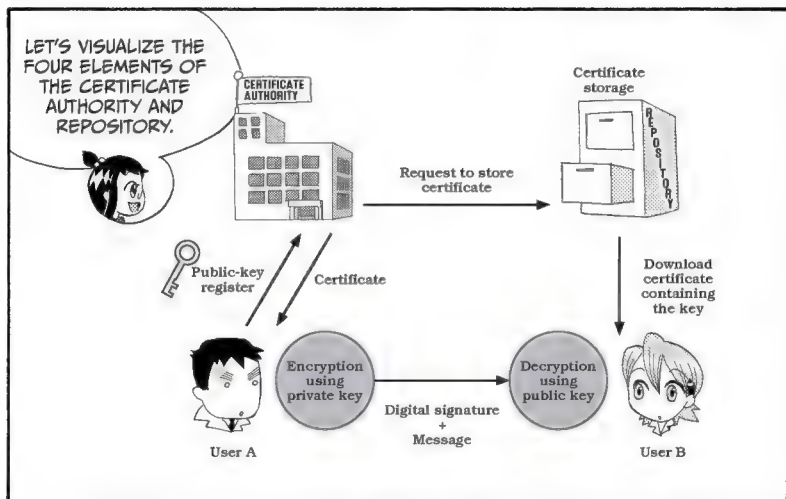 LET'S VISUALIZE THE
FOUR ELEMENTS OF
THE CERTIFICATE
AUTHORITY AND
REPOSITORY.
CERTIFICATE
AUTHORITY
Certificate
storage
REPOSITORY
Request to store
certificate
Public-key
register
Certificate
Download
certificate
containing
the key
Encryption
using
private key
Decryption
using
public key
Digital signature
+
Message
User A
User B